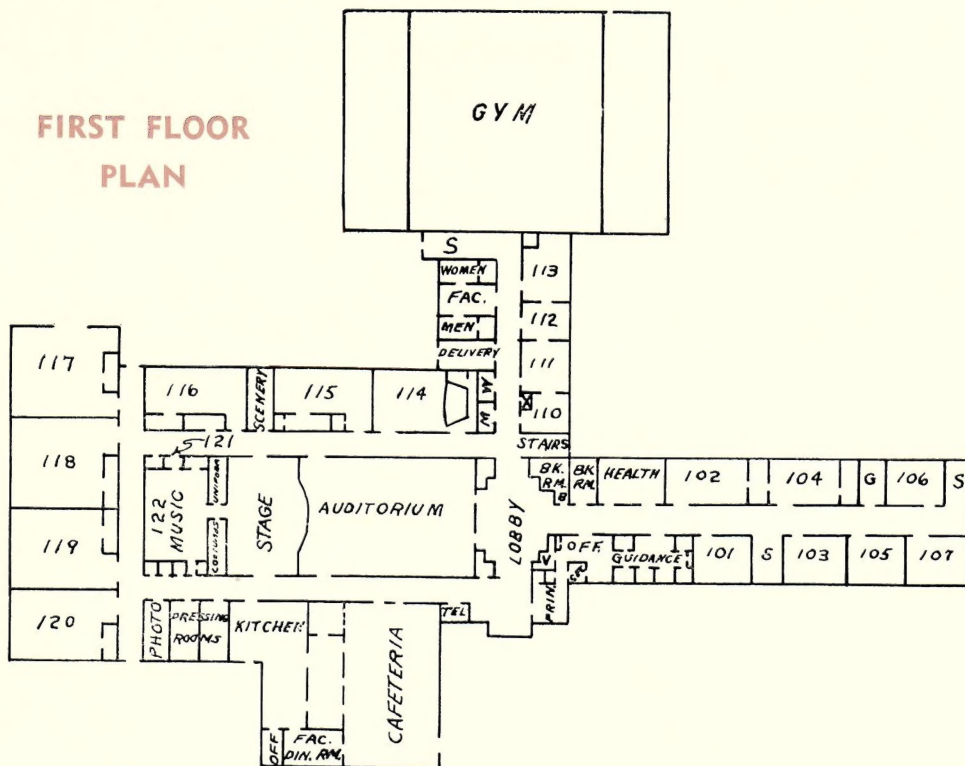 FIRST FLOOR
PLAN
GYM
S
WOMEN
FAC.
MEN
DELIVERY
113
112
111
110
STAIRS
117
116
SCENERY
115
114
W
M
118
121
122
MUSIC
UNIFORM
COSTUMES
STAGE
AUDITORIUM
LOBBY
BK.
RM.
B
BK.
RM.
HEALTH
102
104
G
106
S
119
V
OFF.
GUIDANCE
101
S
103
105
107
PRIN.
120
PHOTO
DRESSING
ROOMS
KITCHEN
TEL
CAFETERIA
OFF
FAC.
DIN. RM.